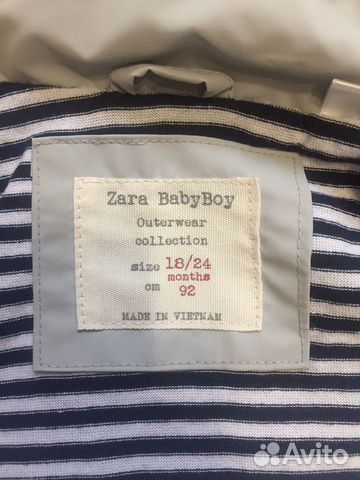 Zara BabyBoy
Outerwear
collection
size 18/24
months
cm 92
MADE IN VIETNAM
Avito